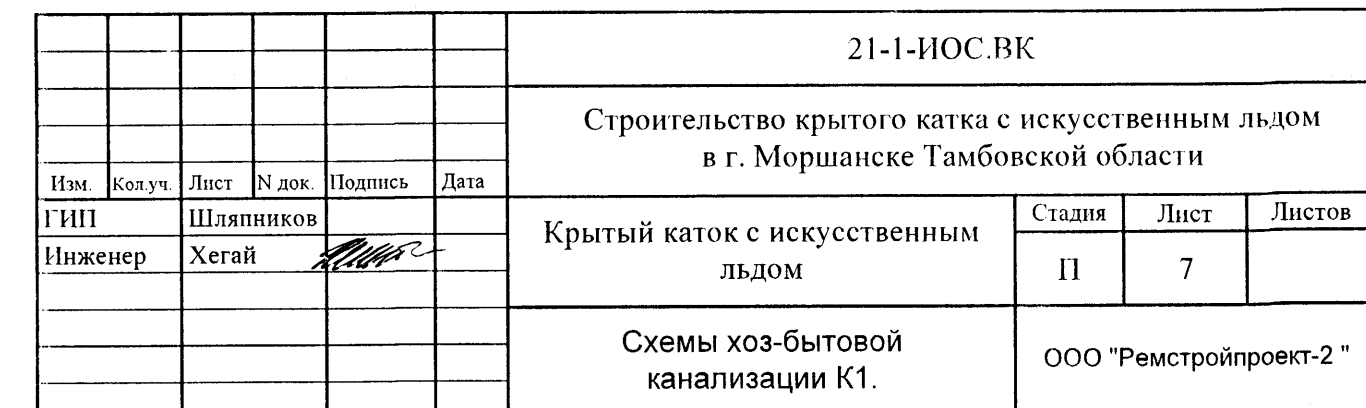 21-1-ИОС.ВК
Строительство крытого катка с искусственным льдом
в г. Моршанске Тамбовской области
Изм. Кол.уч. Лист N док. Подпись Дата
ГИП Шляпников
Инженер Хегай
Крытый каток с искусственным
льдом
Стадия Лист Листов
П 7
Схемы хоз-бытовой
канализации К1.
ООО "Ремстройпроект-2 "